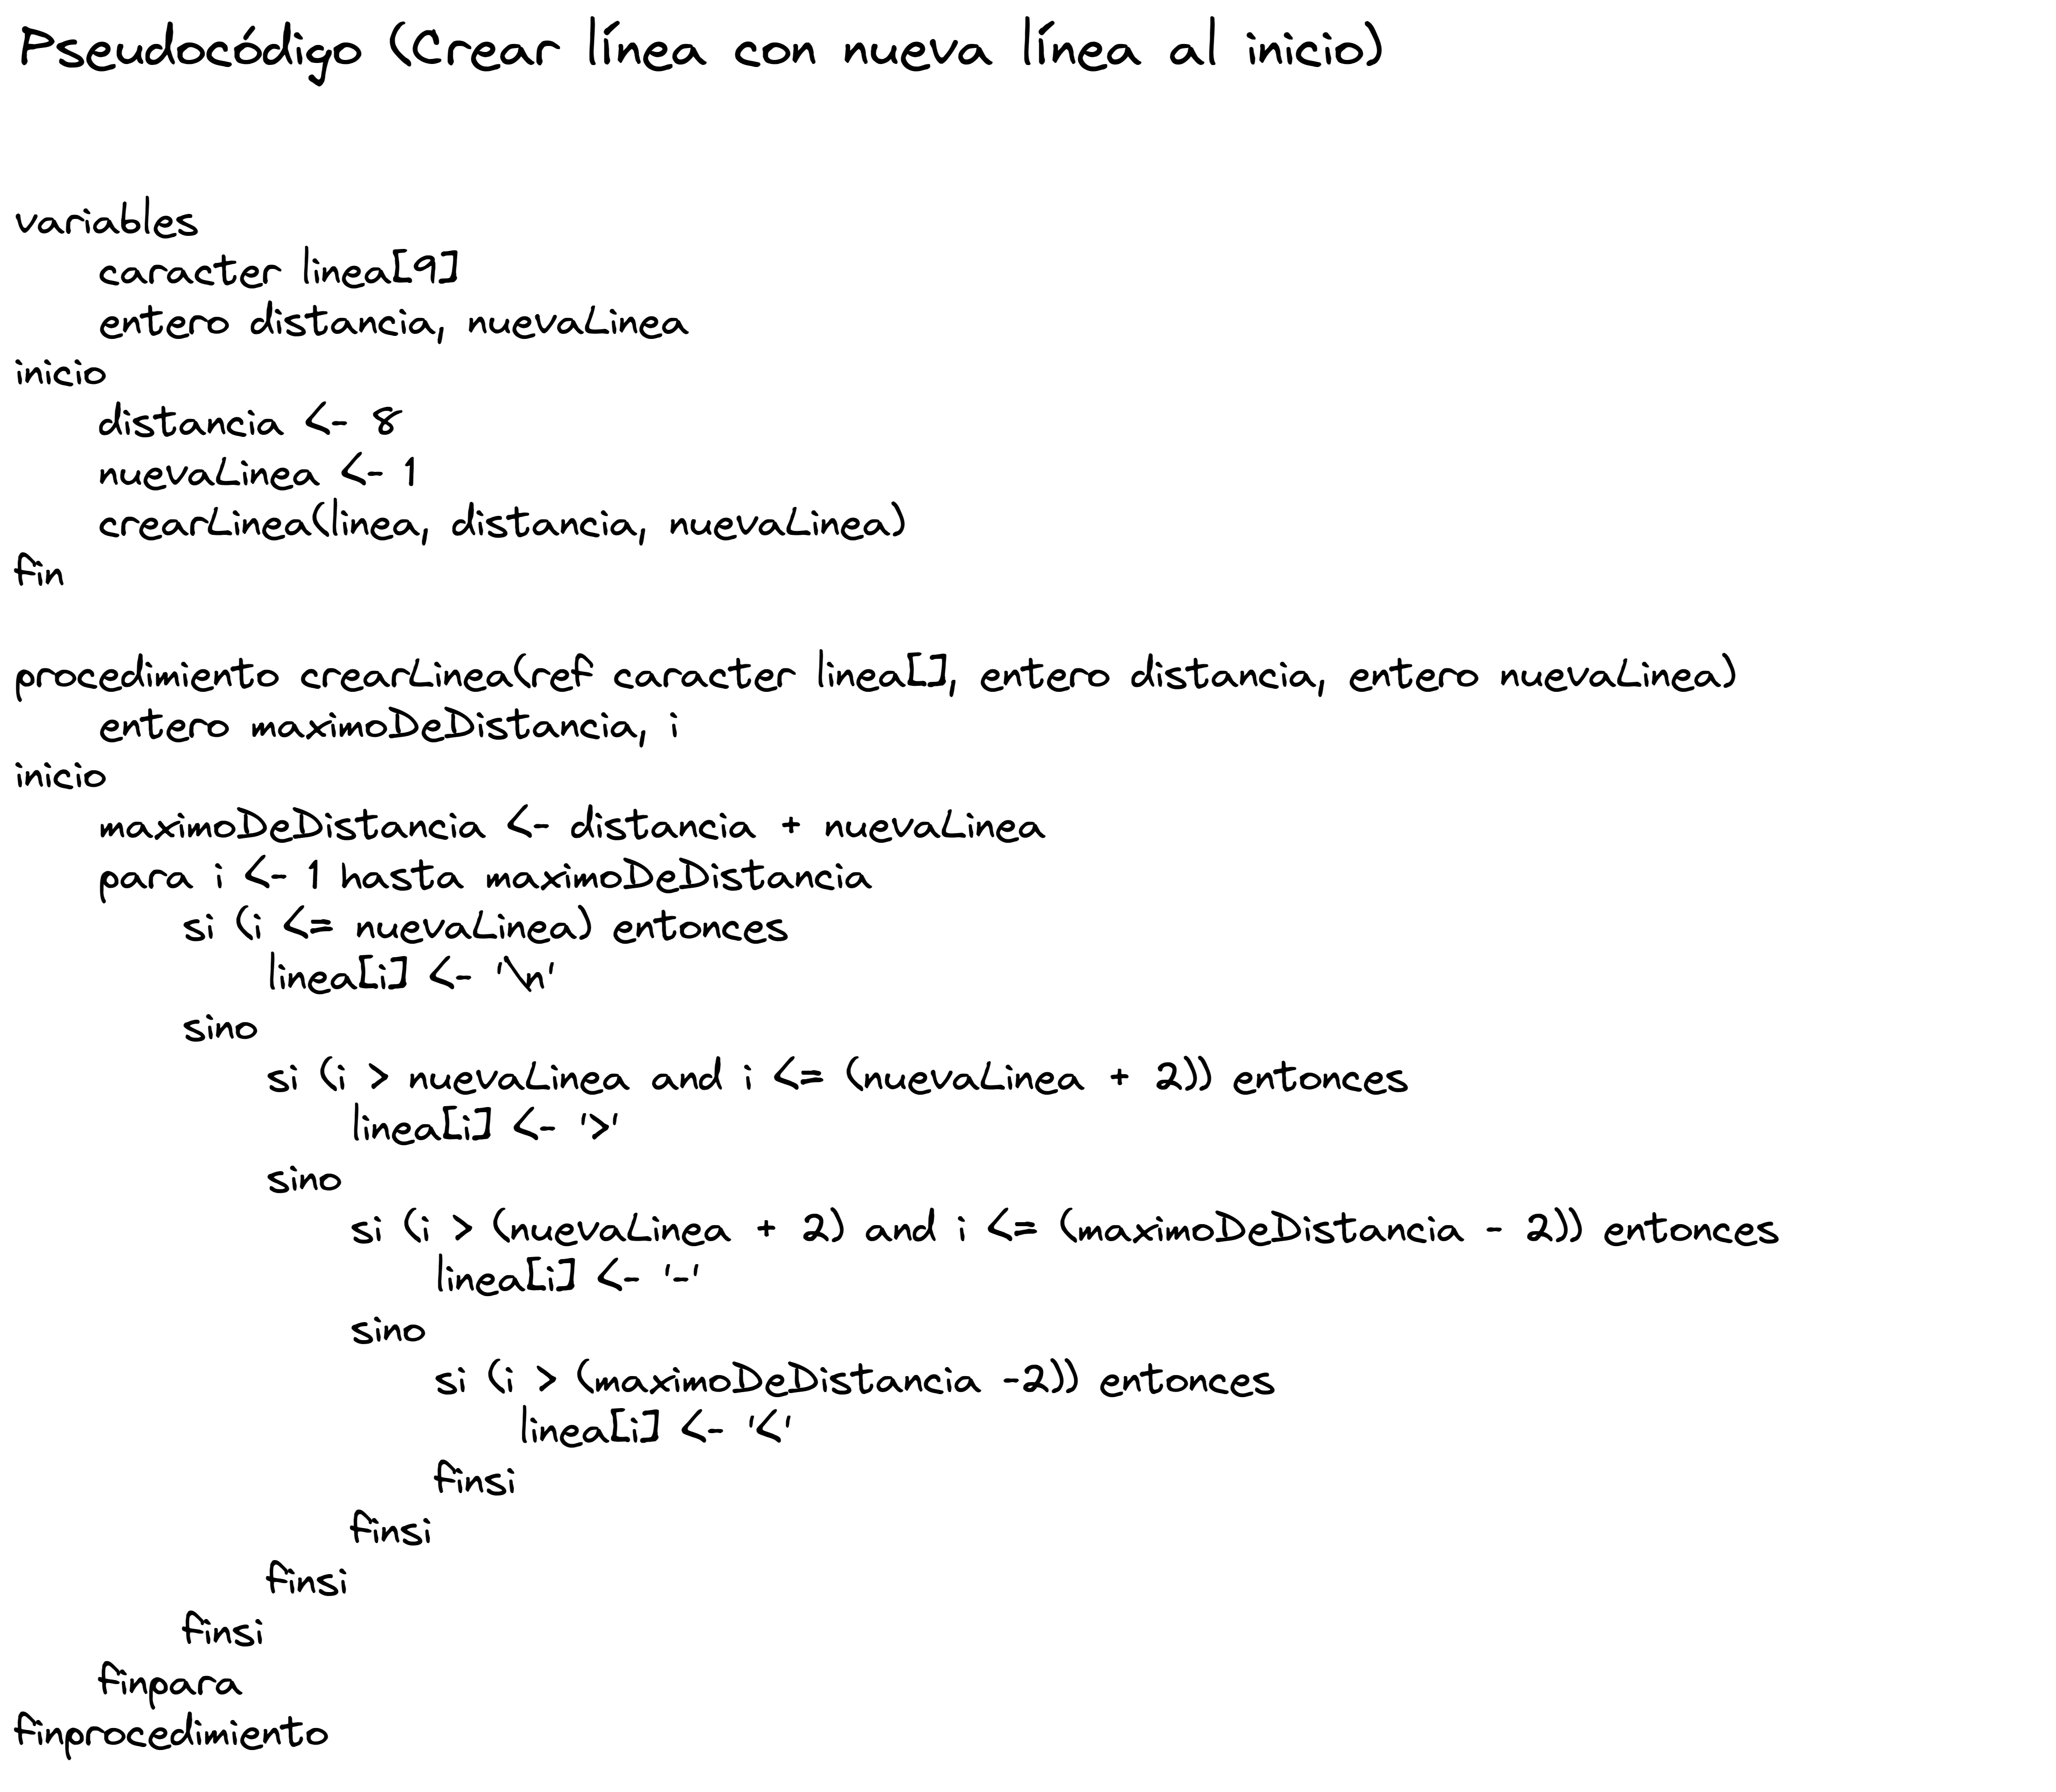 Pseudocódigo (Crear línea con nueva línea al inicio)
variables
    caracter linea[9]
    entero distancia, nuevaLinea
inicio
    distancia <- 8
    nuevaLinea <- 1
    crearLinea(linea, distancia, nuevaLinea)
fin

procedimiento crearLinea(ref caracter linea[], entero distancia, entero nuevaLinea)
    entero maximoDeDistancia, i
inicio
    maximoDeDistancia <- distancia + nuevaLinea
    para i <- 1 hasta maximoDeDistancia
        si (i <= nuevaLinea) entonces
            linea[i] <- '\n'
        sino
            si (i > nuevaLinea and i <= (nuevaLinea + 2)) entonces
                linea[i] <- '>'
            sino
                si (i > (nuevaLinea + 2) and i <= (maximoDeDistancia - 2)) entonces
                    linea[i] <- '-'
                sino
                    si (i > (maximoDeDistancia -2)) entonces
                        linea[i] <- '<'
                    finsi
                finsi
            finsi
        finsi
    finpara
finprocedimiento